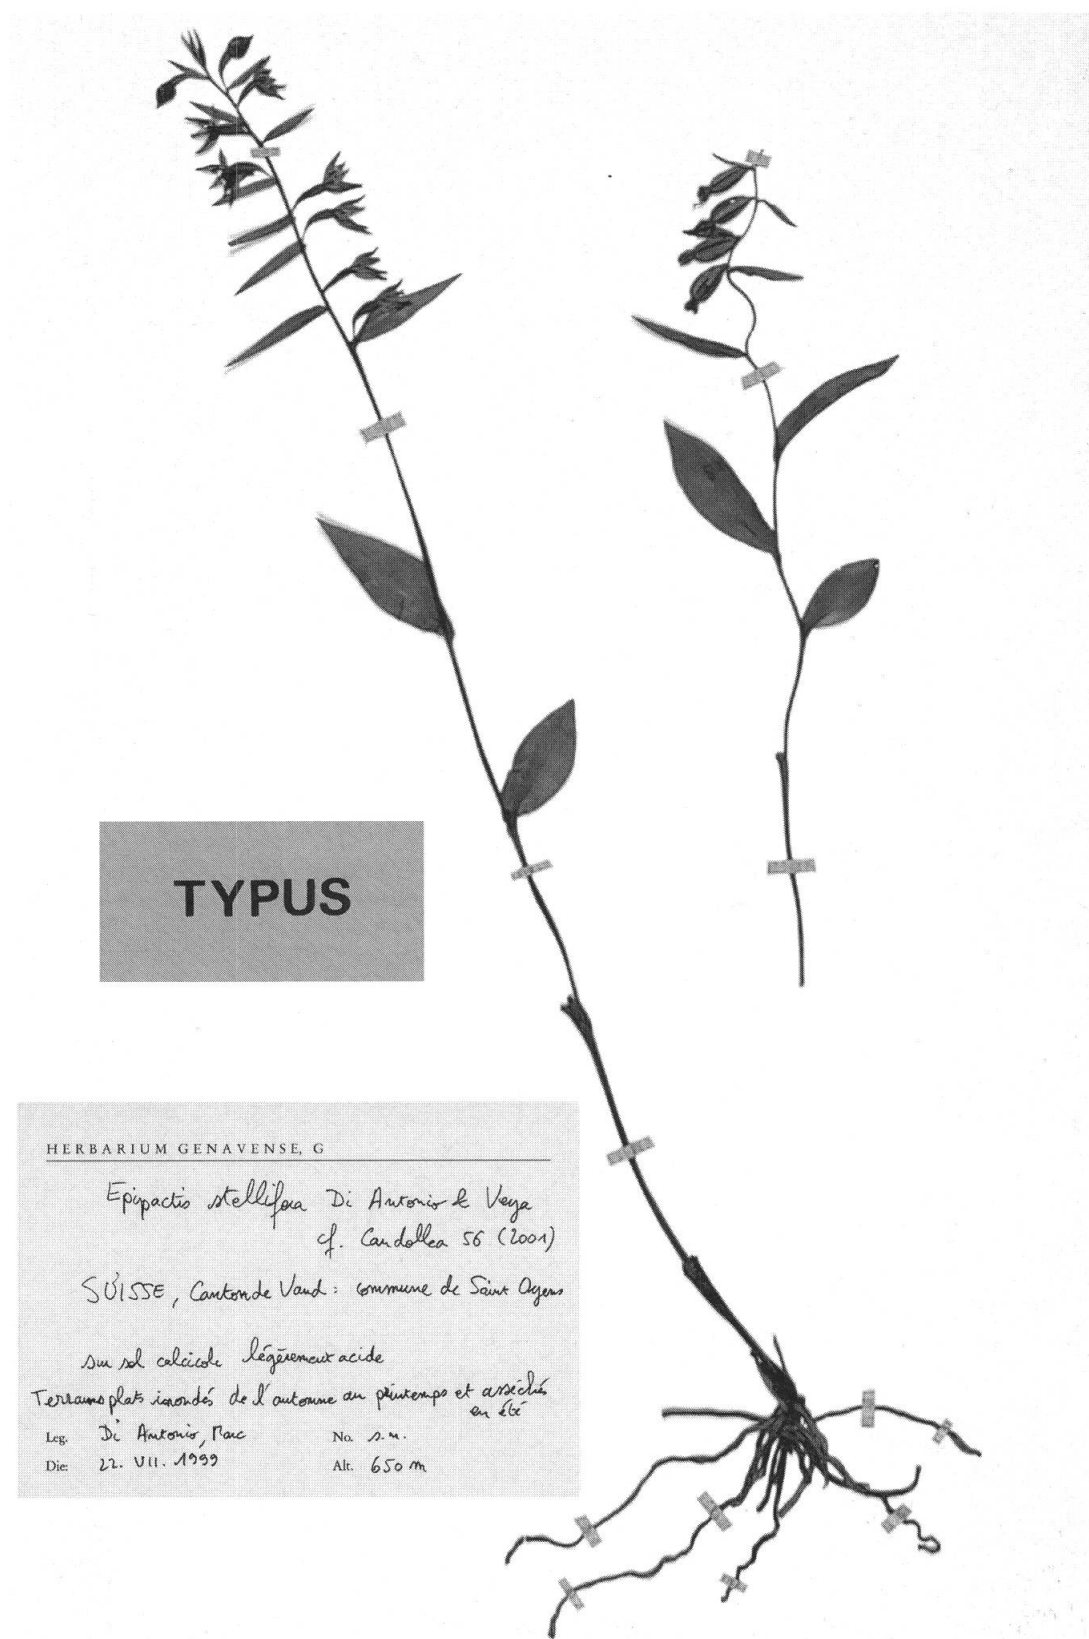 TYPUS
HERBARIUM GENAVENSE, G
Epipactis stellifera Di Antonio & Veya
cf. Candollea 56 (2001)
SUISSE, Canton de Vaud : commune de Saint Ogens
sur sol calcicole légèrement acide
Terrains plats inondés de l'automne au printemps et asséchés
en été
Leg. Di Antonio, Marc No. s.n.
Die: 22. VII. 1999 Alt. 650 m